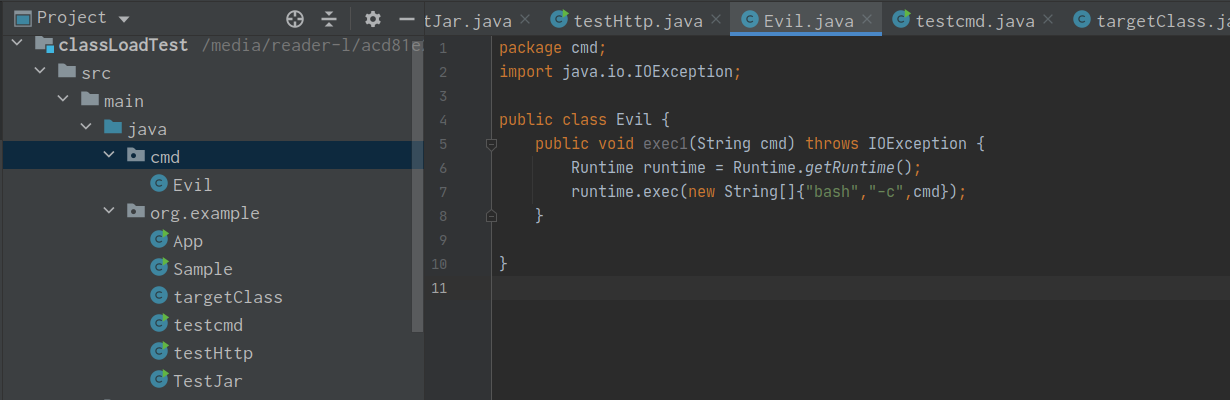 Project
classLoadTest /media/reader-l/acd81e
src
main
java
cmd
Evil
org.example
App
Sample
targetClass
testcmd
testHttp
TestJar
tJar.java
testHttp.java
Evil.java
testcmd.java
targetClass.ja
1 package cmd;
2 import java.io.IOException;
3
4 public class Evil {
5 public void exec1(String cmd) throws IOException {
6 Runtime runtime = Runtime.getRuntime();
7 runtime.exec(new String[]{"bash","-c",cmd});
8 }
9
10 }
11